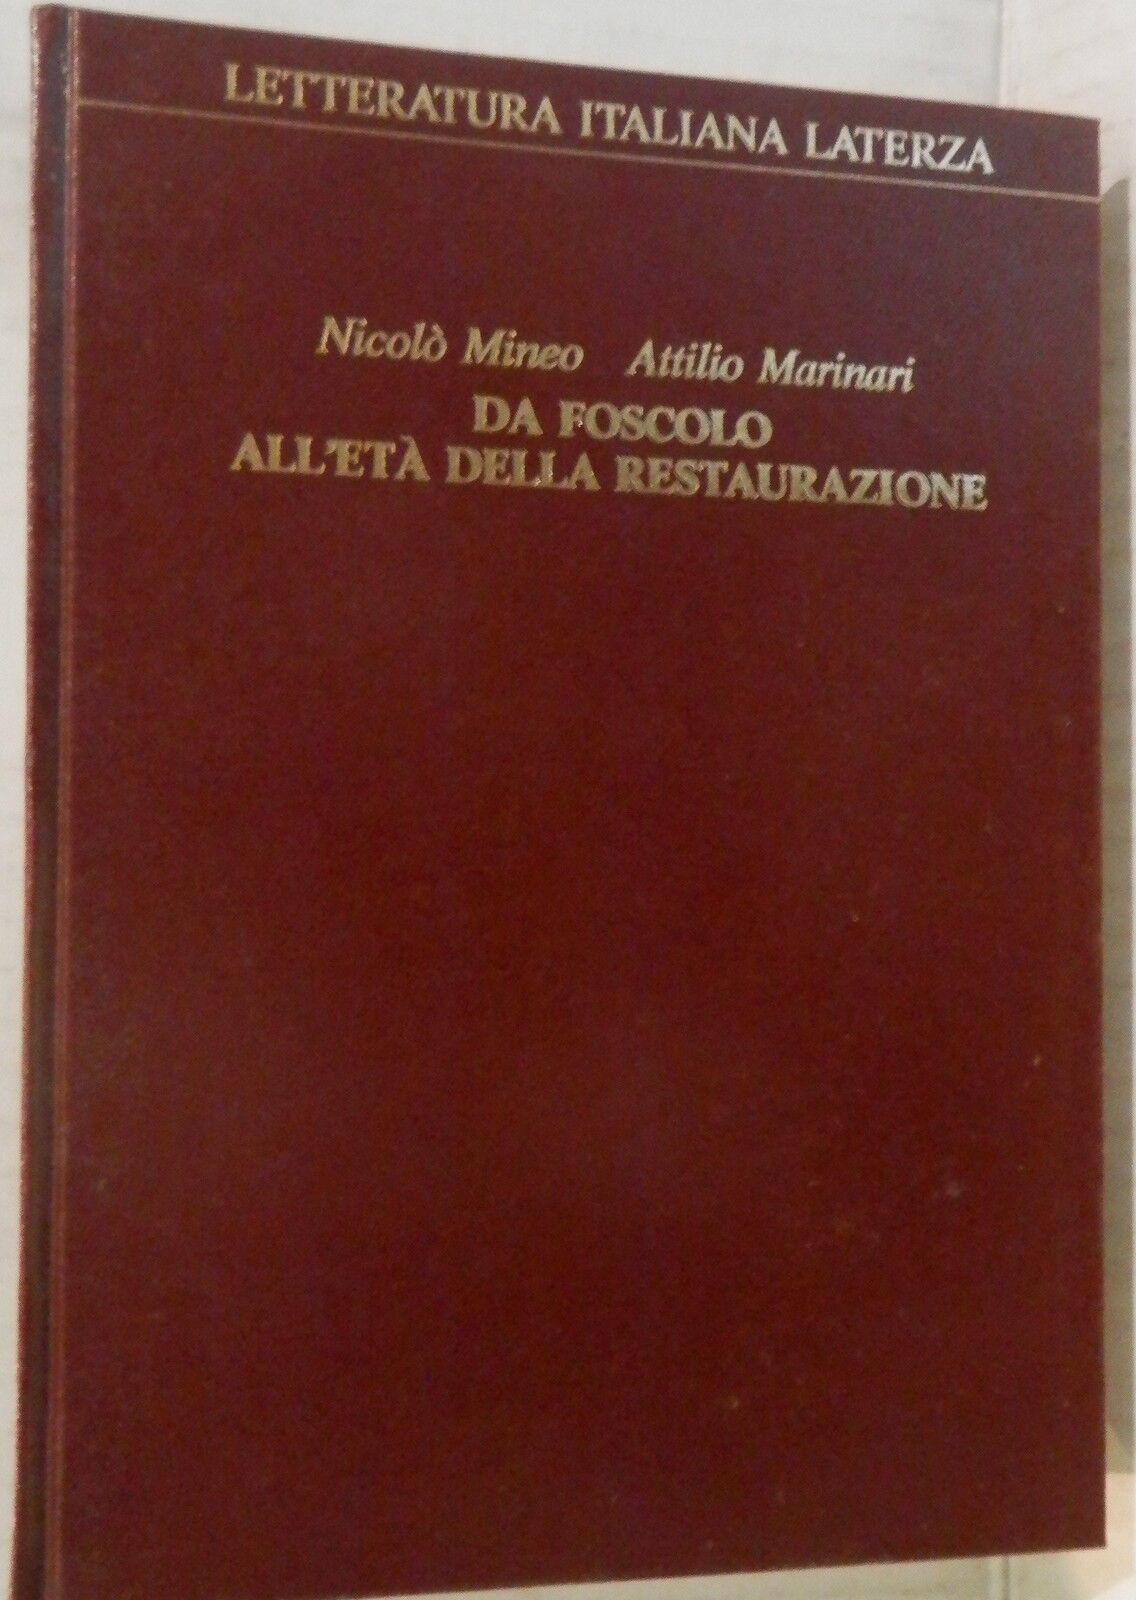 LETTERATURA ITALIANA LATERZA
Nicolò Mineo Attilio Marinari
DA FOSCOLO
ALL'ETÀ DELLA RESTAURAZIONE